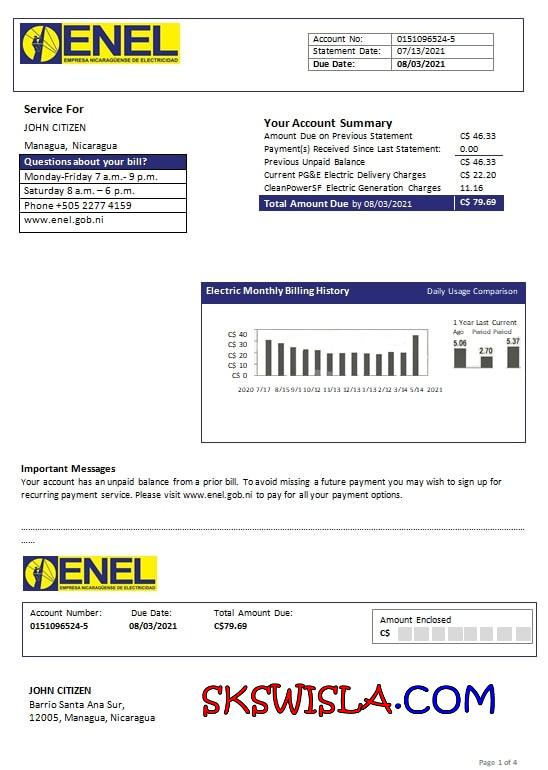 ENEL
EMPRESA NICARAGÜENSE DE ELECTRICIDAD
Account No: 0151096524-5
Statement Date: 07/13/2021
Due Date: 08/03/2021
Service For
JOHN CITIZEN
Managua, Nicaragua
Questions about your bill?
Monday-Friday 7 a.m.- 9 p.m.
Saturday 8 a.m. – 6 p.m.
Phone +505 2277 4159
www.enel.gob.ni
Your Account Summary
Amount Due on Previous Statement C$ 46.33
Payment(s) Received Since Last Statement: 0.00
Previous Unpaid Balance C$ 46.33
Current PG&E Electric Delivery Charges C$ 22.20
CleanPowerSF Electric Generation Charges 11.16
Total Amount Due by 08/03/2021 C$ 79.69
Electric Monthly Billing History Daily Usage Comparison
1 Year Last Current
Ago Period Period
5.06 2.70 5.37
C$ 40
C$ 30
C$ 20
C$ 10
C$ 0
2020 7/17 8/15 9/1 10/12 11/13 12/13 1/13 2/12 3/14 5/14 2021
Important Messages
Your account has an unpaid balance from a prior bill. To avoid missing a future payment you may wish to sign up for
recurring payment service. Please visit www.enel.gob.ni to pay for all your payment options.
ENEL
EMPRESA NICARAGÜENSE DE ELECTRICIDAD
Account Number: Due Date: Total Amount Due:
0151096524-5 08/03/2021 C$79.69
Amount Enclosed
C$
JOHN CITIZEN
Barrio Santa Ana Sur,
12005, Managua, Nicaragua
SKSWISLA.COM
Page 1 of 4